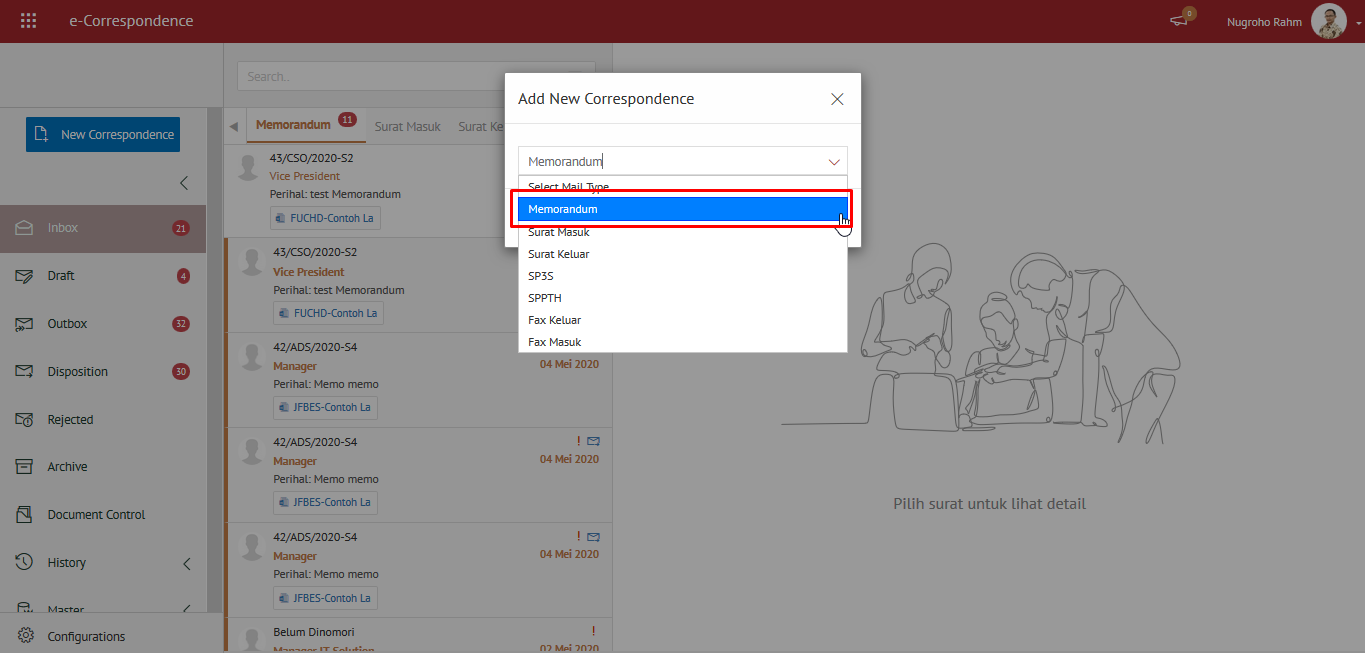 e-Correspondence
0
Nugroho Rahm
New Correspondence
Inbox 21
Draft 4
Outbox 32
Disposition 30
Rejected
Archive
Document Control
History
Master
Configurations
Search..
Memorandum 11 Surat Masuk Surat Ke
43/CSO/2020-S2
Vice President
Perihal: test Memorandum
FUCHD-Contoh La
43/CSO/2020-S2
Vice President
Perihal: test Memorandum
FUCHD-Contoh La
42/ADS/2020-S4
Manager 04 Mei 2020
Perihal: Memo memo
JFBES-Contoh La
42/ADS/2020-S4 !
Manager 04 Mei 2020
Perihal: Memo memo
JFBES-Contoh La
42/ADS/2020-S4 !
Manager 04 Mei 2020
Perihal: Memo memo
JFBES-Contoh La
Belum Dinomori !
Manager IT Solution 02 Mei 2020
Add New Correspondence
Memorandum
Select Mail Type
Memorandum
Surat Masuk
Surat Keluar
SP3S
SPPTH
Fax Keluar
Fax Masuk
Pilih surat untuk lihat detail